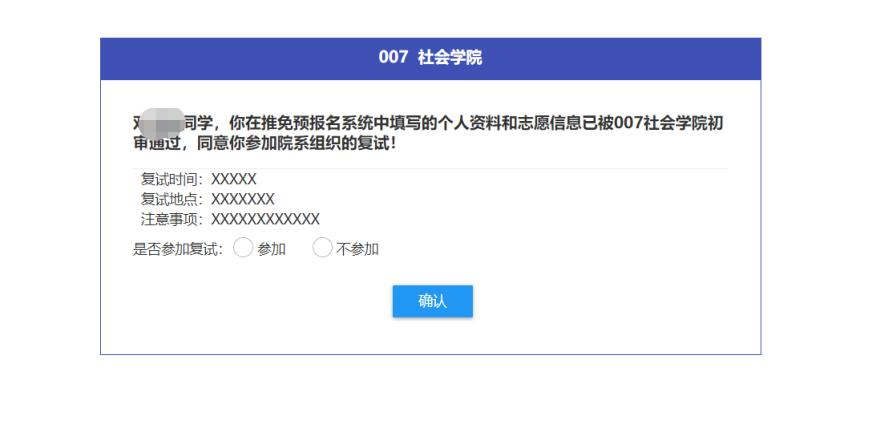 007 社会学院
同学，你在推免预报名系统中填写的个人资料和志愿信息已被007社会学院初
审通过，同意你参加院系组织的复试！
复试时间：XXXXX
复试地点：XXXXXXX
注意事项：XXXXXXXXXXXX
是否参加复试： 参加 不参加
确认